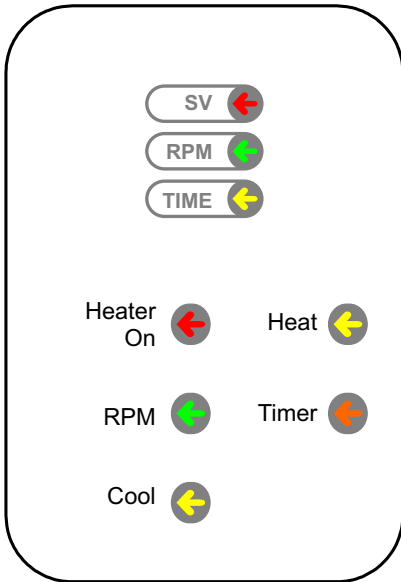 SV
RPM
TIME
Heater
On
Heat
RPM
Timer
Cool